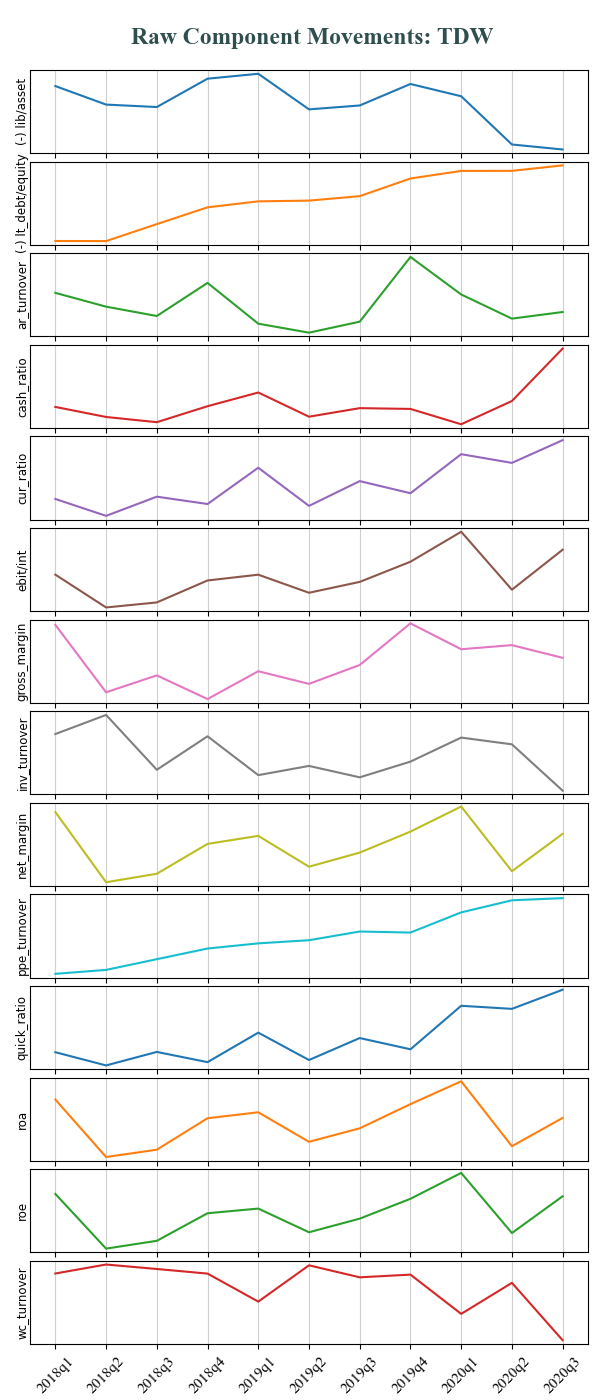 Raw Component Movements: TDW
(-) lib/asset
(-) lt_debt/equity
ar_turnover
cash_ratio
cur_ratio
ebit/int
gross_margin
inv_turnover
net_margin
ppe_turnover
quick_ratio
roa
roe
wc_turnover
2018q1 2018q2 2018q3 2018q4 2019q1 2019q2 2019q3 2019q4 2020q1 2020q2 2020q3